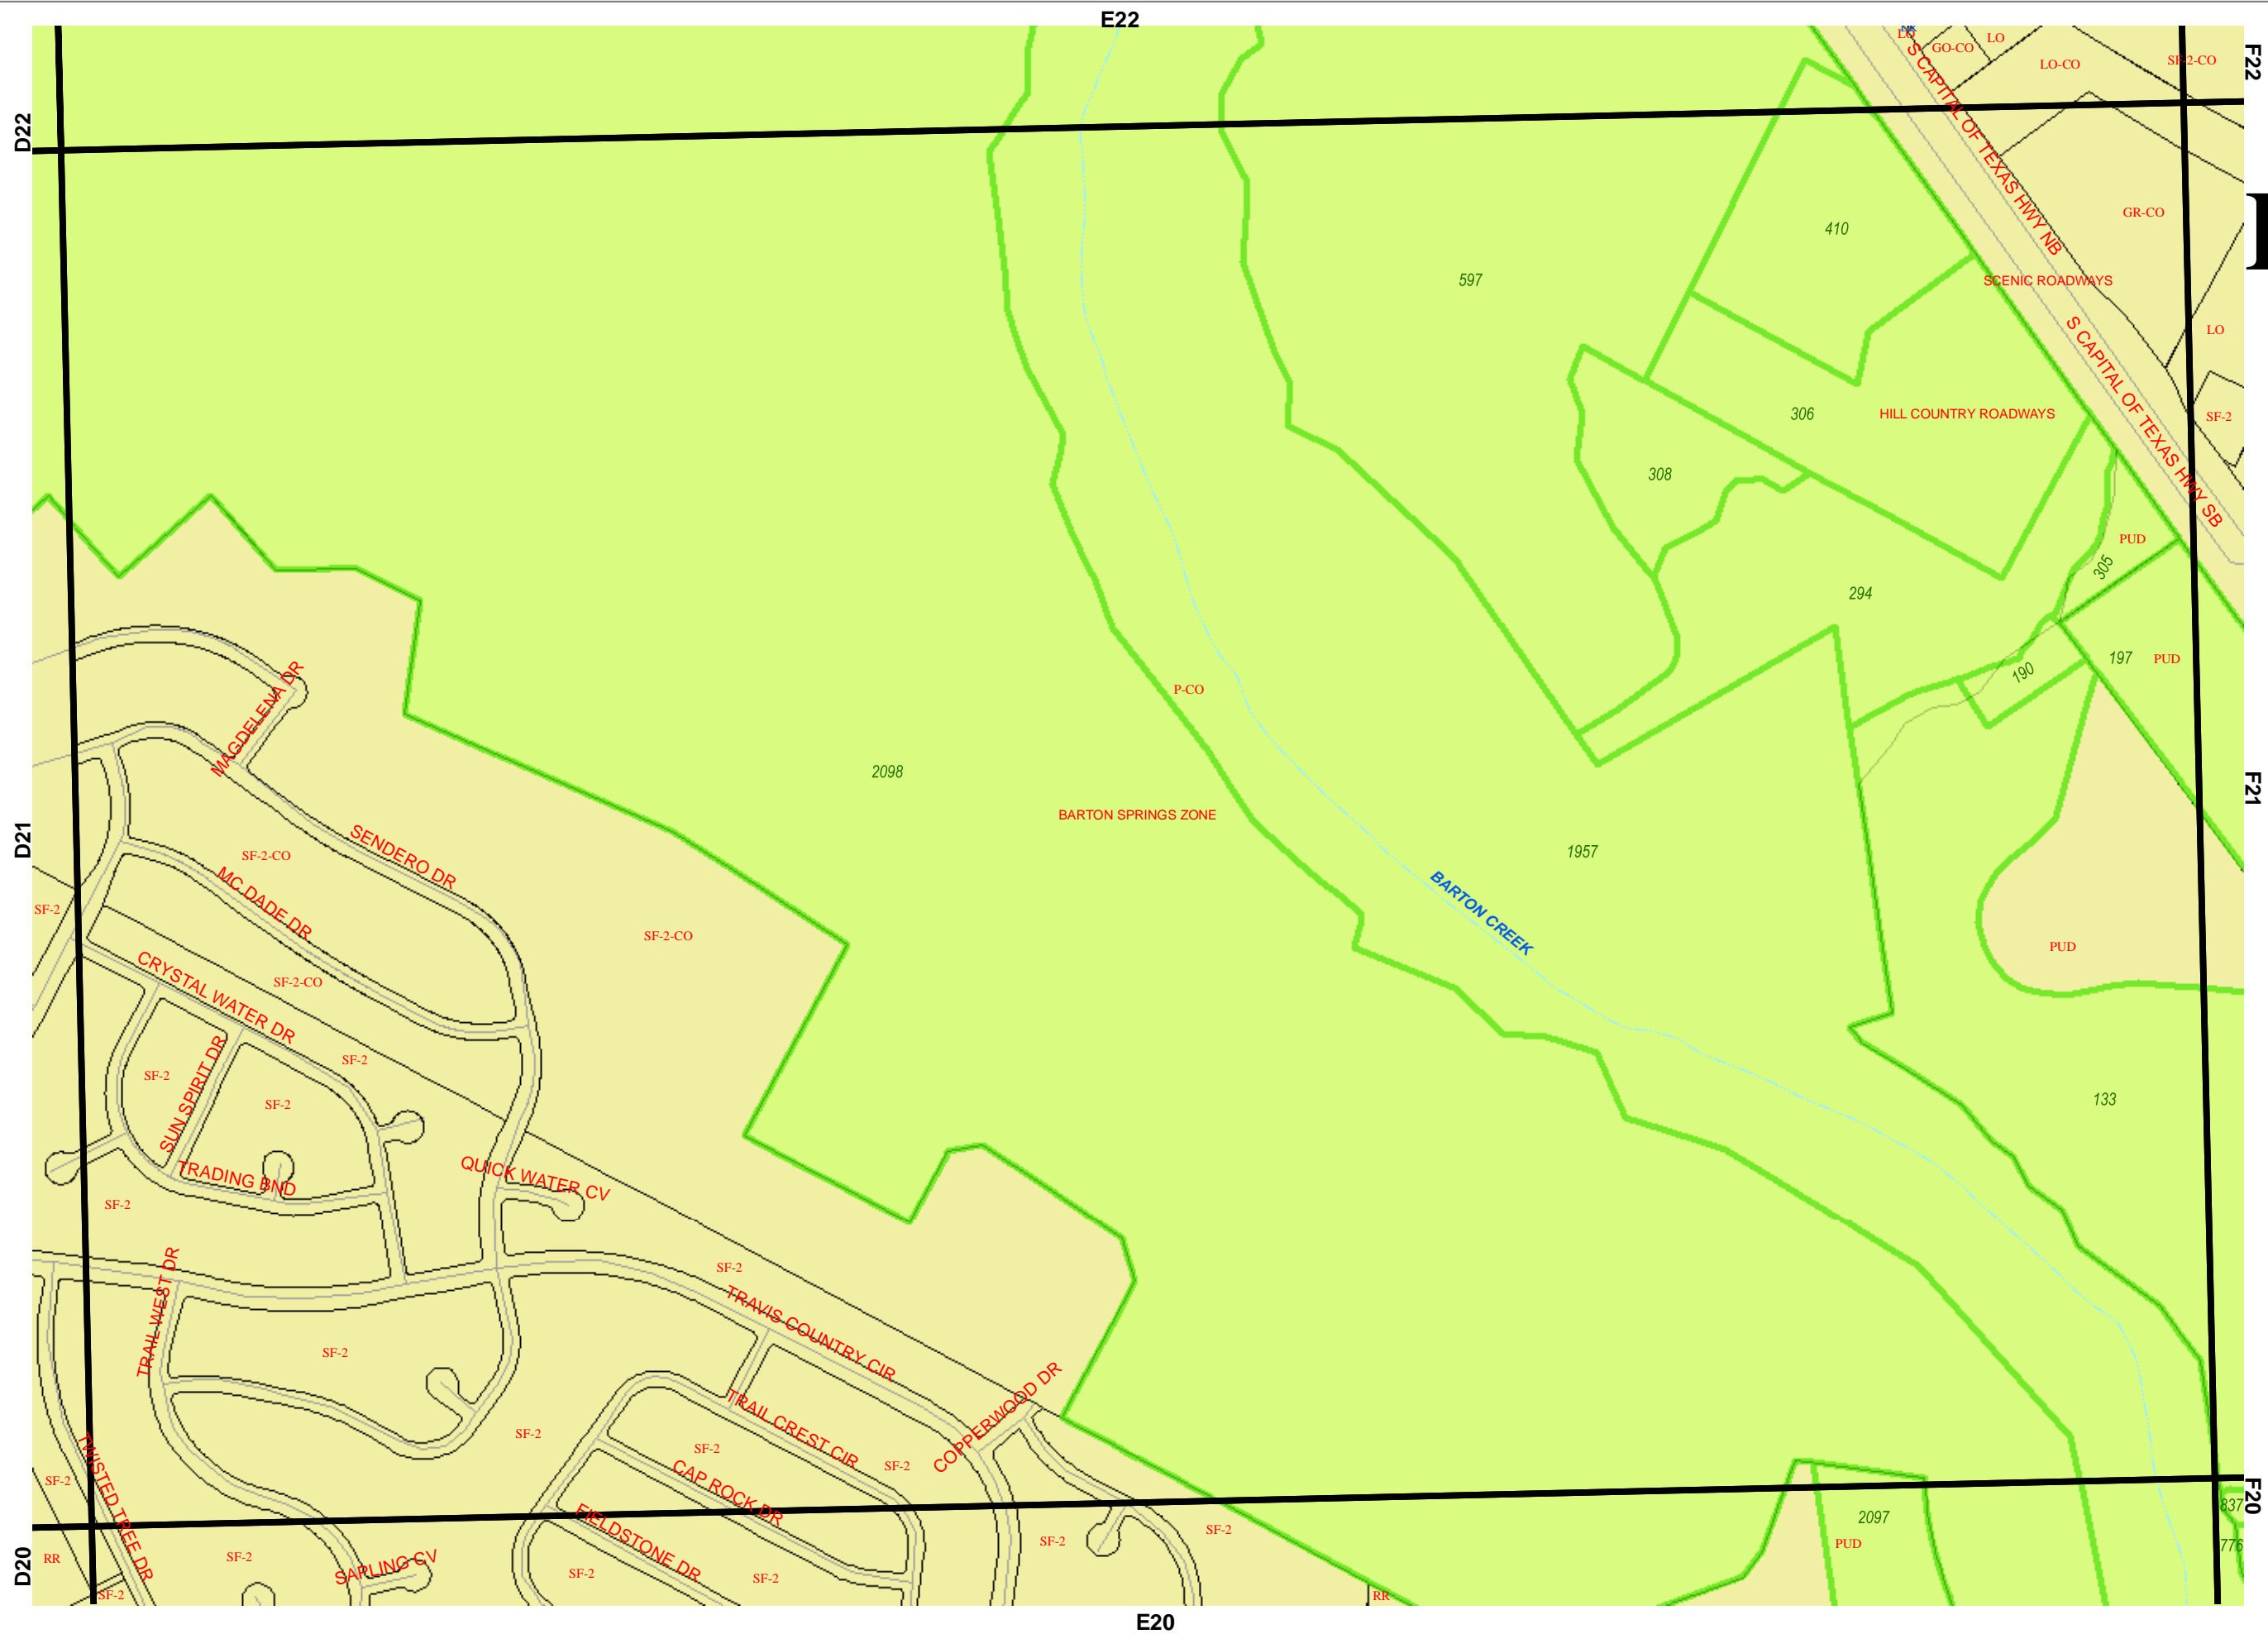 E22
LO
GO-CO
LO
LO-CO
SF-2-CO
F22
D22
S CAPITAL OF TEXAS HWY NB
GR-CO
410
597
SCENIC ROADWAYS
LO
S CAPITAL OF TEXAS HWY SB
306
HILL COUNTRY ROADWAYS
SF-2
308
PUD
305
294
197
PUD
190
P-CO
MAGDELENA DR
2098
BARTON SPRINGS ZONE
F21
D21
SENDERO DR
SF-2-CO
1957
MC DADE DR
BARTON CREEK
SF-2
SF-2-CO
PUD
CRYSTAL WATER DR
SF-2-CO
SF-2
SF-2
SUN SPIRIT DR
SF-2
133
QUICK WATER CV
TRADING BND
SF-2
SF-2
TRAIL WEST DR
TRAVIS COUNTRY CIR
SF-2
COPPERWOOD DR
TRAIL CREST CIR
SF-2
SF-2
SF-2
SF-2
TWISTED TREE DR
CAP ROCK DR
F20
837
2097
FIELDSTONE DR
SF-2
SF-2
PUD
776
RR
SF-2
D20
SAPLING CV
SF-2
SF-2
SF-2
RR
E20